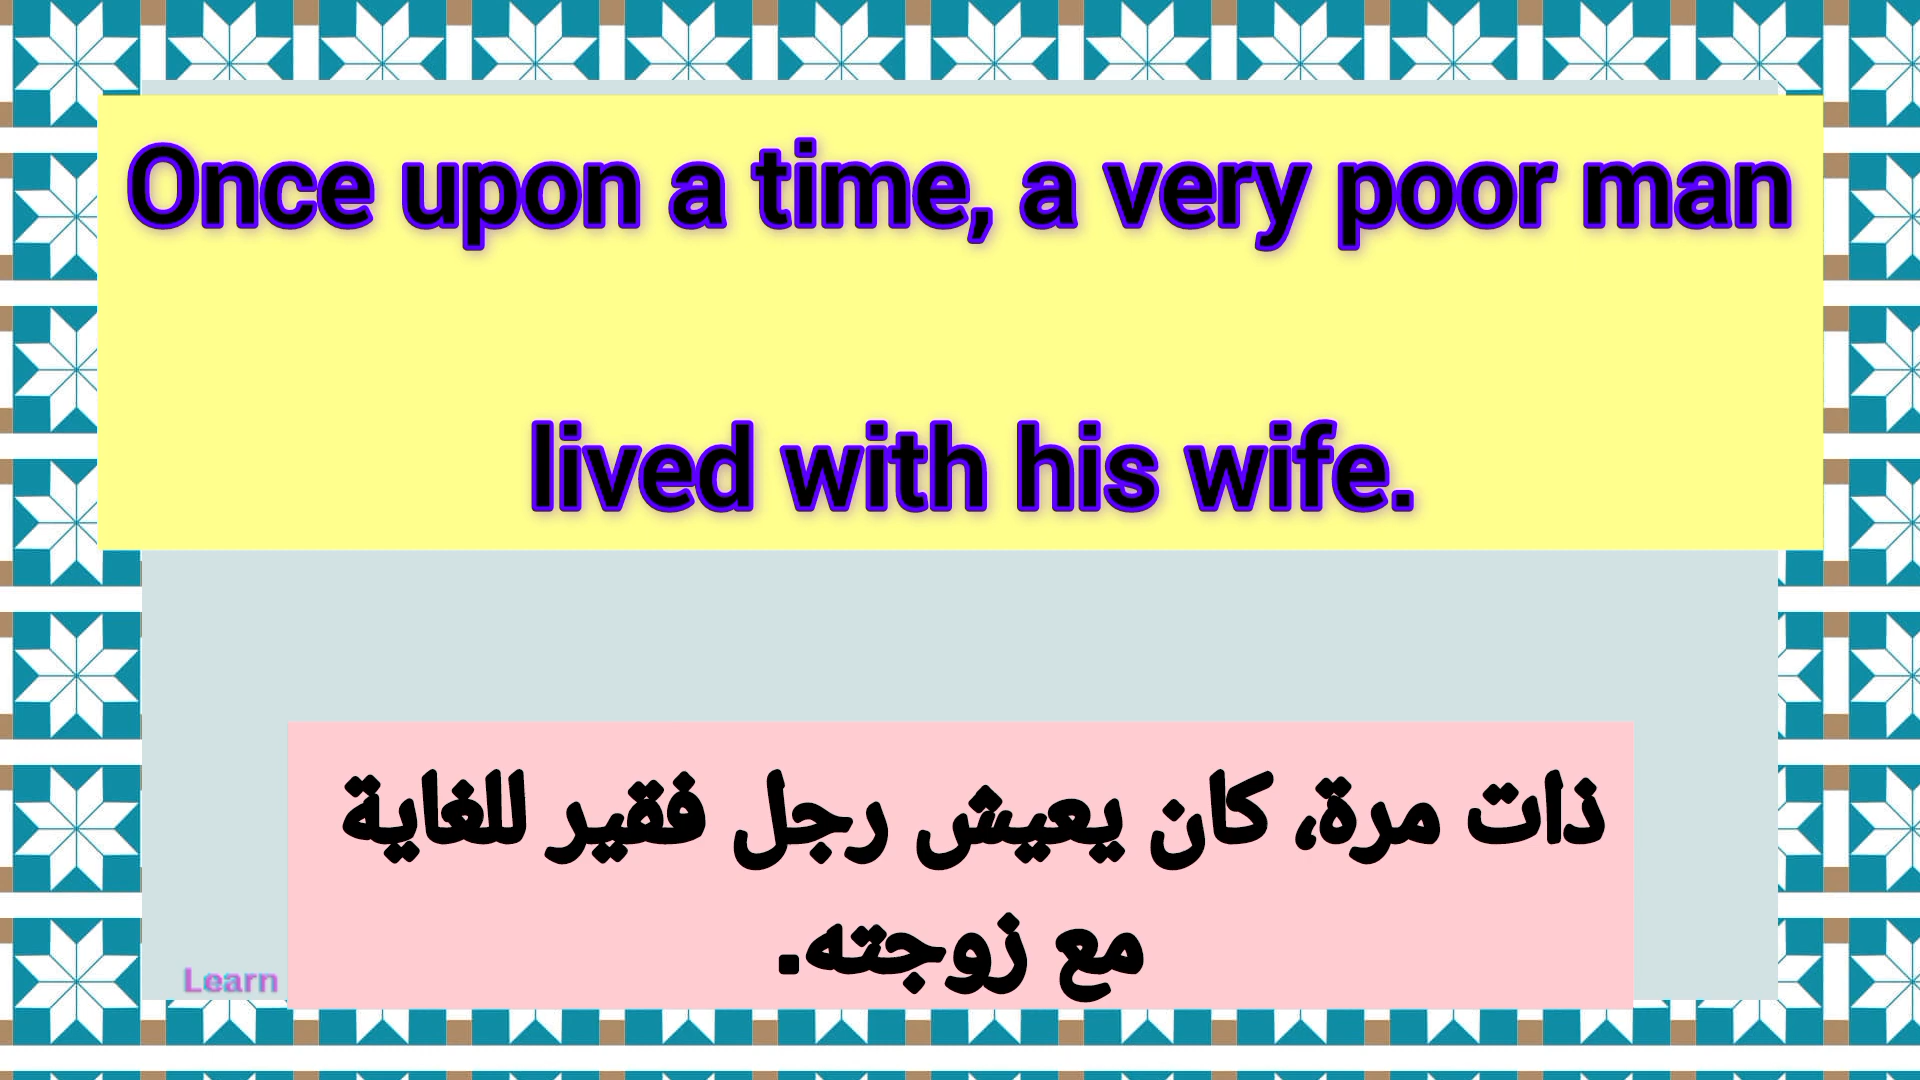 Once upon a time, a very poor man
lived with his wife.
ذات مرة، كان يعيش رجل فقير للغاية
مع زوجته.
Learn